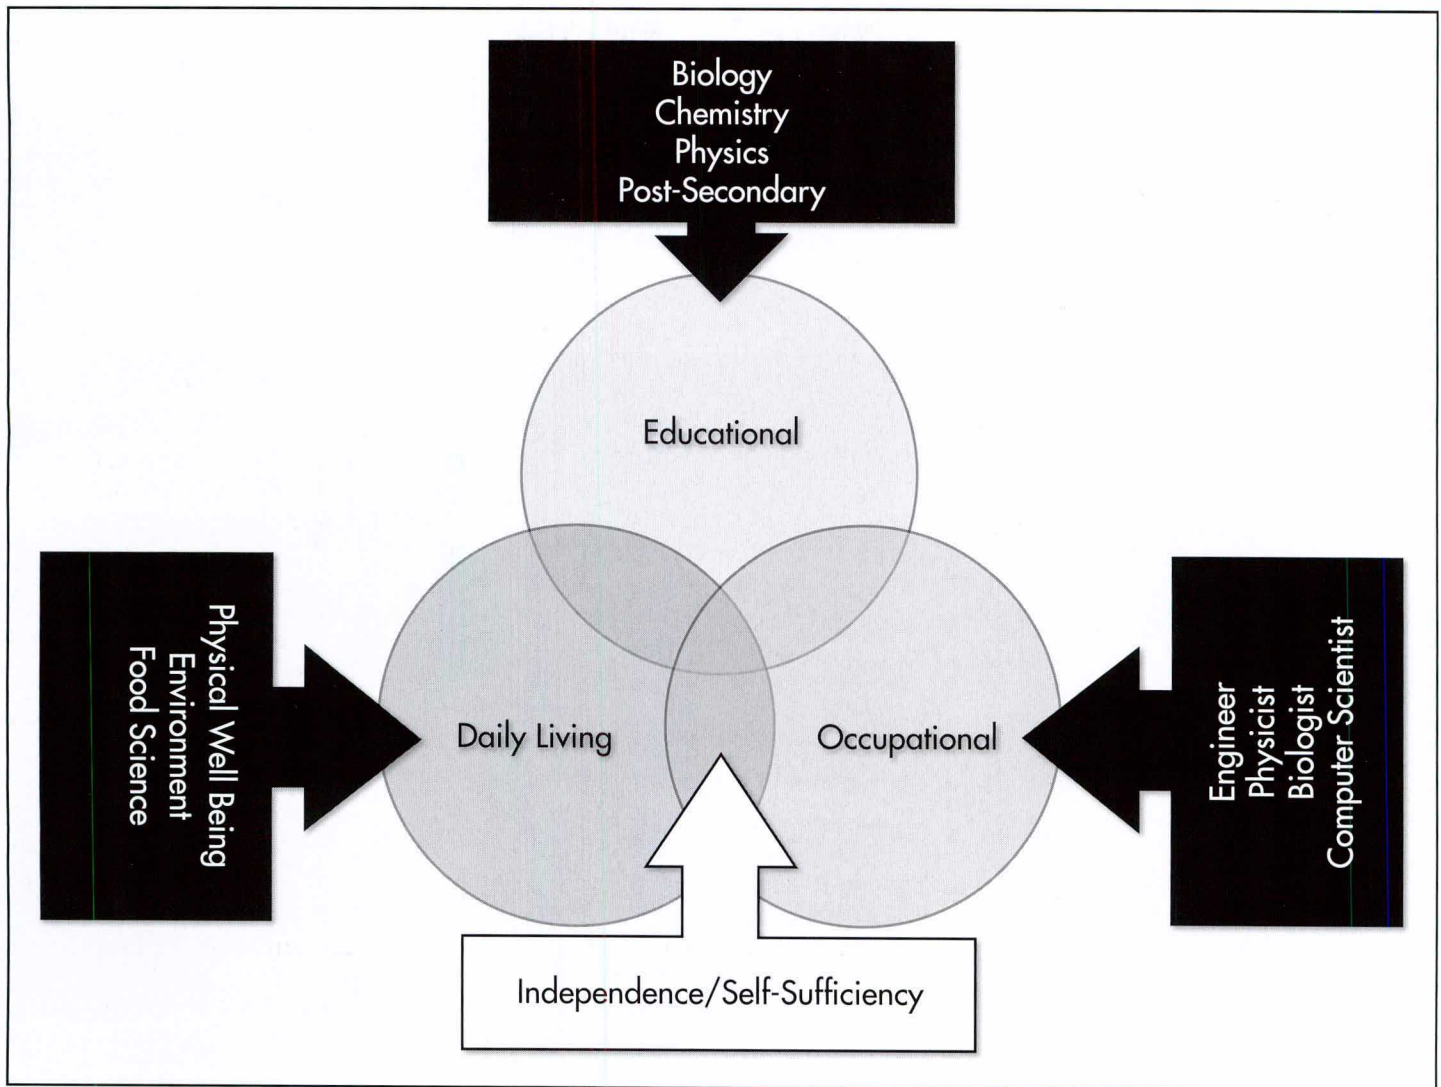 Biology
Chemistry
Physics
Post-Secondary
Educational
Physical Well Being
Environment
Food Science
Daily Living
Occupational
Engineer
Physicist
Biologist
Computer Scientist
Independence/Self-Sufficiency